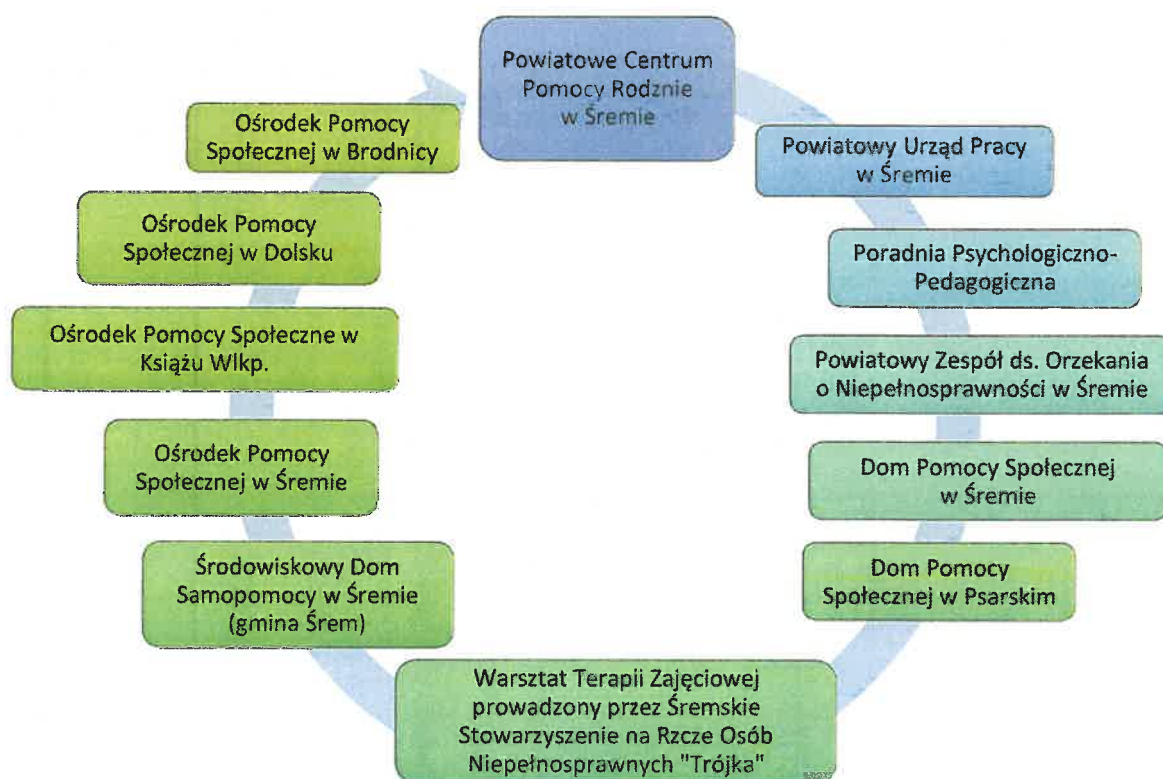 Powiatowe Centrum
Pomocy Rodznie
w Śremie
Powiatowy Urząd Pracy
w Śremie
Poradnia Psychologiczno-
Pedagogiczna
Powiatowy Zespół ds. Orzekania
o Niepełnosprawności w Śremie
Dom Pomocy Społecznej
w Śremie
Dom Pomocy
Społecznej w Psarskim
Warsztat Terapii Zajęciowej
prowadzony przez Śremskie
Stowarzyszenie na Rzcze Osób
Niepełnosprawnych "Trójka"
Środowiskowy Dom
Samopomocy w Śremie
(gmina Śrem)
Ośrodek Pomocy
Społecznej w Śremie
Ośrodek Pomocy Społeczne w
Książu Wlkp.
Ośrodek Pomocy
Społecznej w Dolsku
Ośrodek Pomocy
Społecznej w Brodnicy